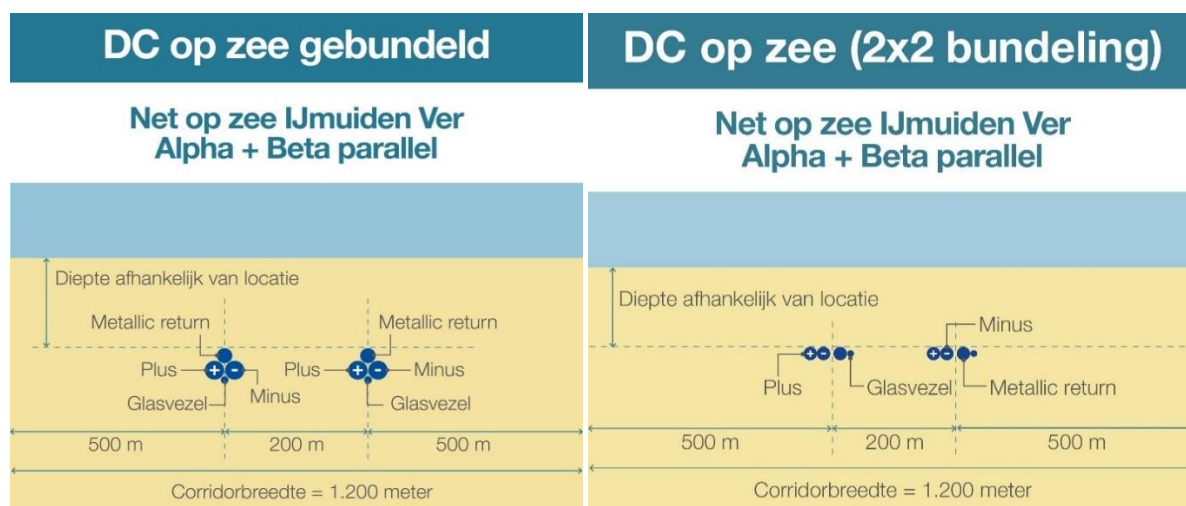 DC op zee gebundeld
Net op zee IJmuiden Ver
Alpha + Beta parallel
Diepte afhankelijk van locatie
Metallic return
Metallic return
Plus
+
-
Plus
+
-
Minus
Glasvezel
Minus
Glasvezel
500 m
200 m
500 m
Corridorbreedte = 1.200 meter
DC op zee (2x2 bundeling)
Net op zee IJmuiden Ver
Alpha + Beta parallel
Diepte afhankelijk van locatie
Minus
+
-
+
-
Plus
Glasvezel
Metallic return
500 m
200 m
500 m
Corridorbreedte = 1.200 meter